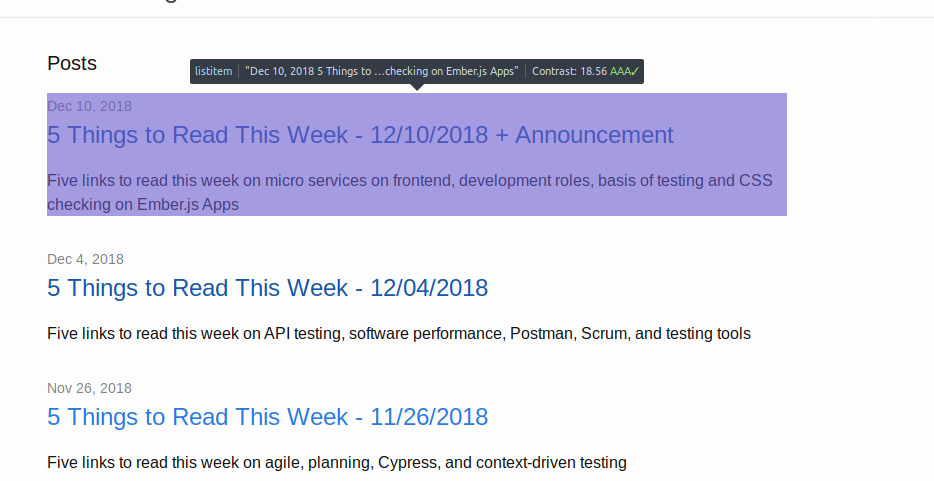 Posts
listitem "Dec 10, 2018 5 Things to ...checking on Ember.js Apps" Contrast: 18.56 AAA✓
Dec 10, 2018
5 Things to Read This Week - 12/10/2018 + Announcement
Five links to read this week on micro services on frontend, development roles, basis of testing and CSS
checking on Ember.js Apps
Dec 4, 2018
5 Things to Read This Week - 12/04/2018
Five links to read this week on API testing, software performance, Postman, Scrum, and testing tools
Nov 26, 2018
5 Things to Read This Week - 11/26/2018
Five links to read this week on agile, planning, Cypress, and context-driven testing